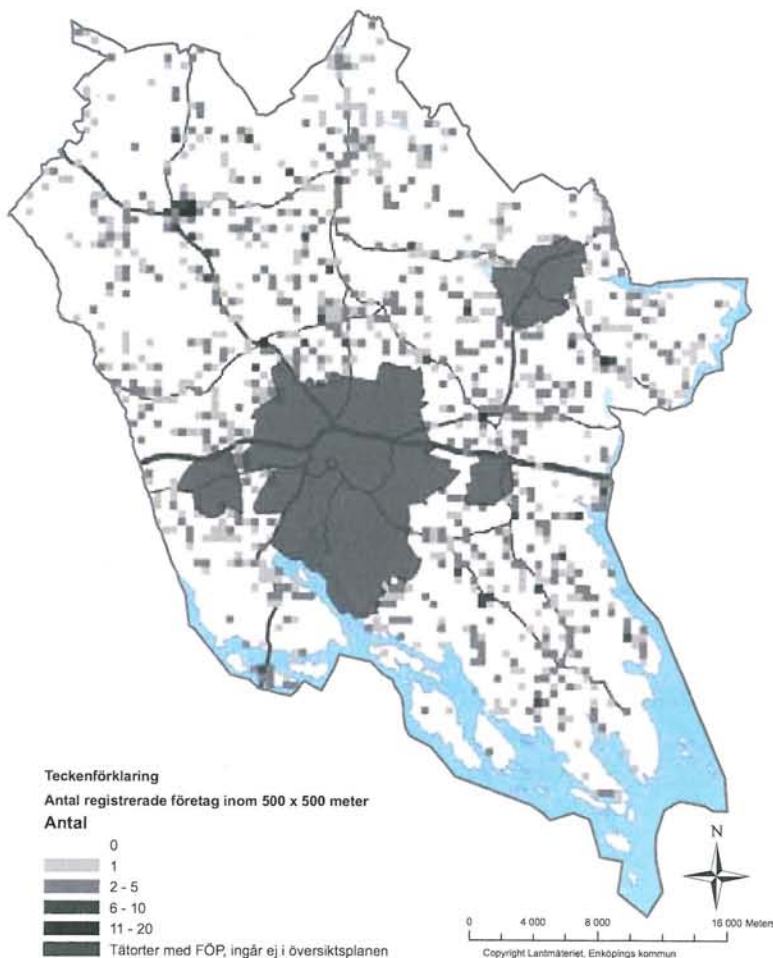 Teckenförklaring
Antal registrerade företag inom 500 x 500 meter
Antal
0
1
2 - 5
6 - 10
11 - 20
Tätorter med FÖP, ingår ej i översiktsplanen
N
0 4 000 8 000 16 000 Meters
Copyright Lantmäteriet, Enköpings kommun